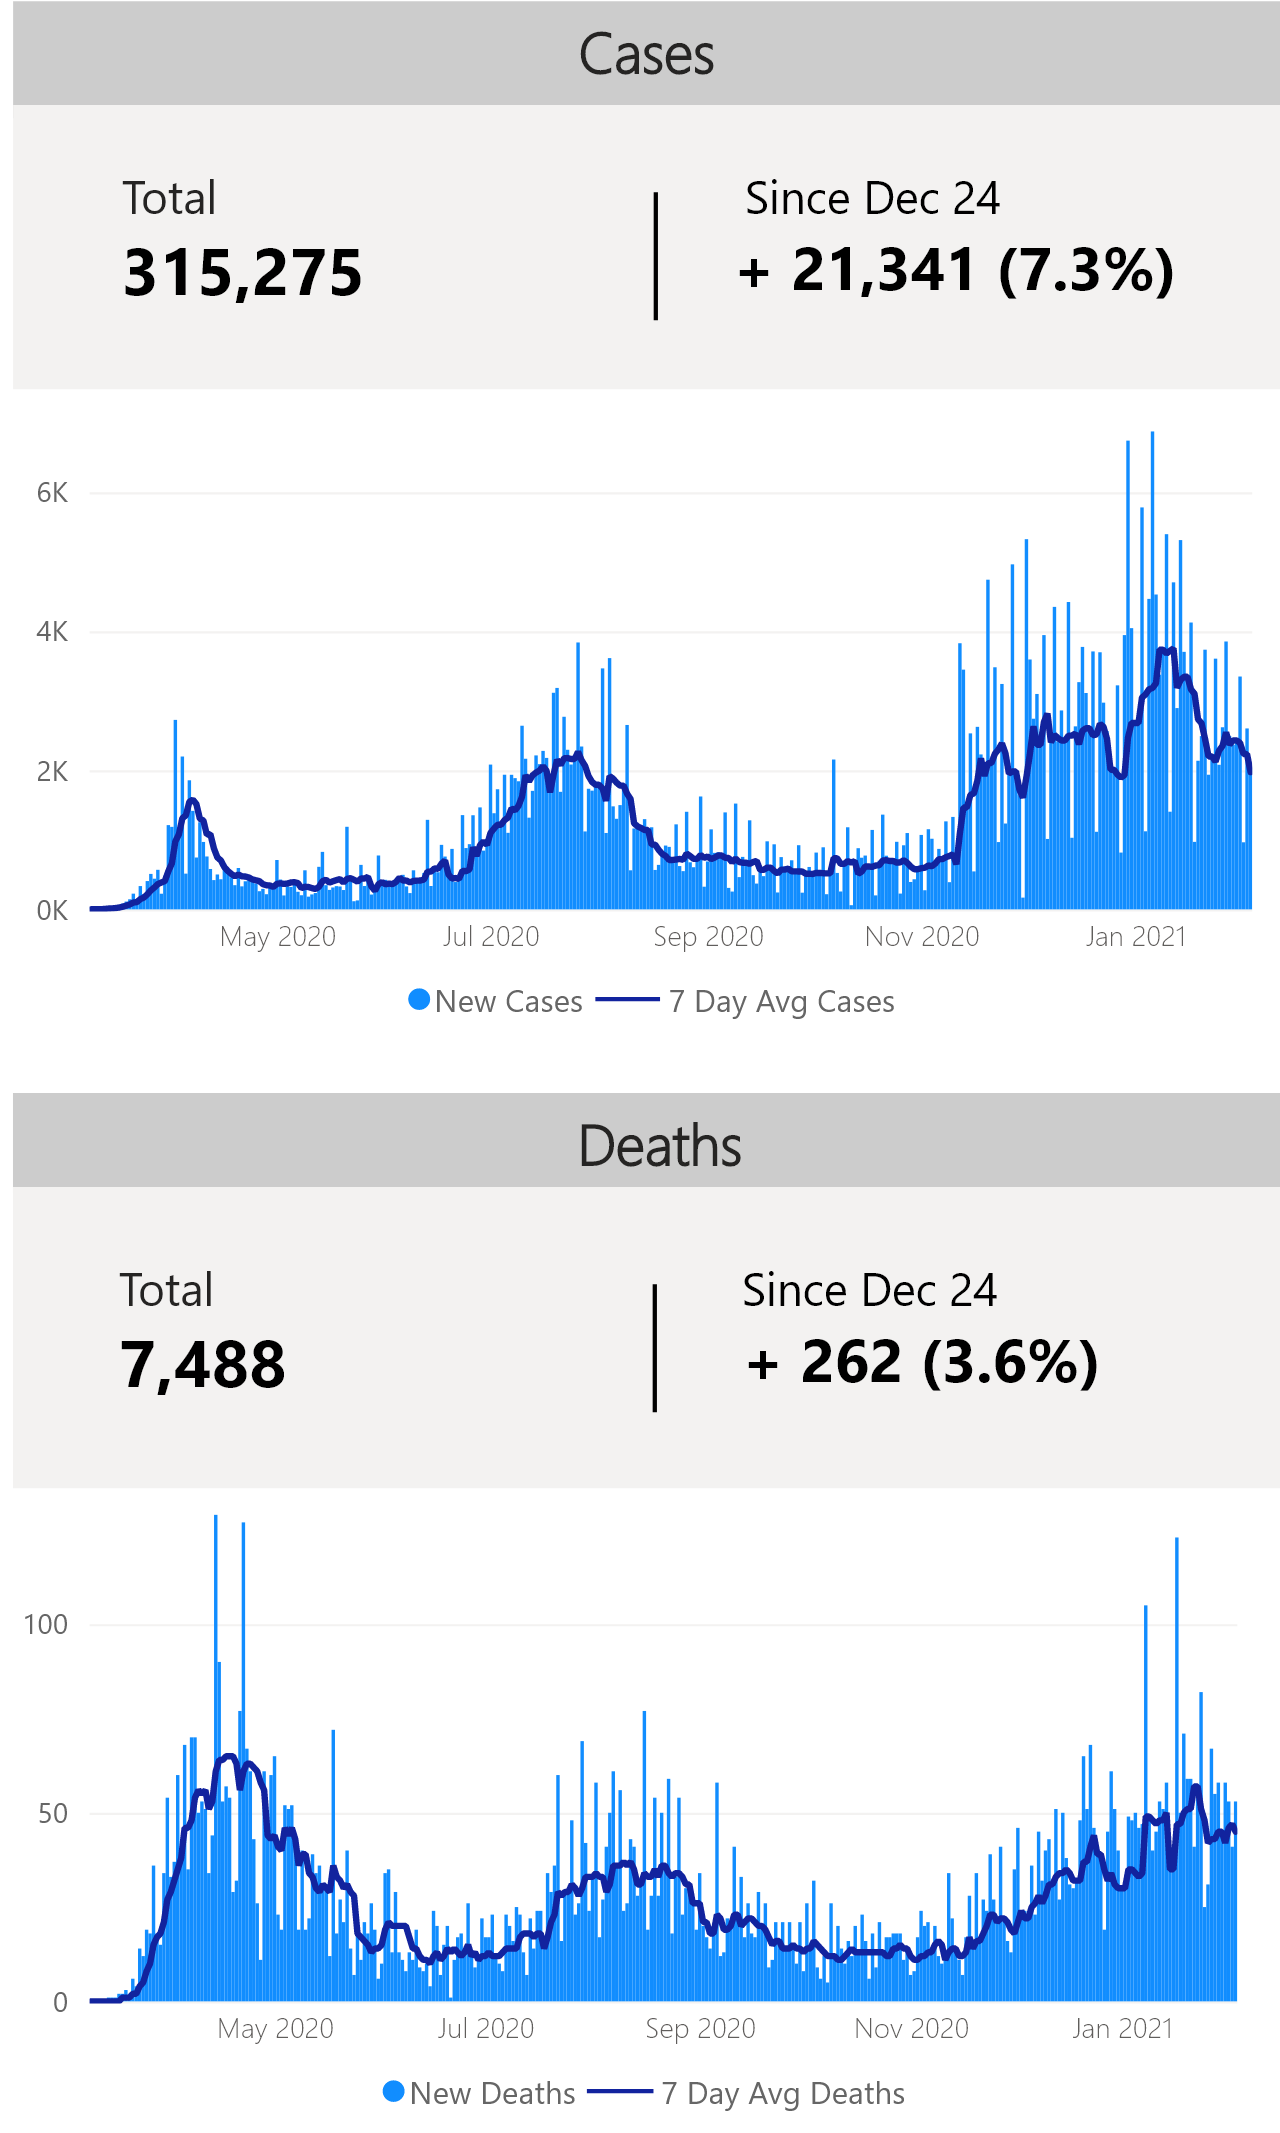 Cases
Total
Since Dec 24
315,275
+ 21,341 (7.3%)
6K
4K
2K
0K
May 2020
Jul 2020
Sep 2020
Nov 2020
Jan 2021
New Cases
7 Day Avg Cases
Deaths
Total
Since Dec 24
7,488
+ 262 (3.6%)
100
50
0
May 2020
Jul 2020
Sep 2020
Nov 2020
Jan 2021
New Deaths
7 Day Avg Deaths